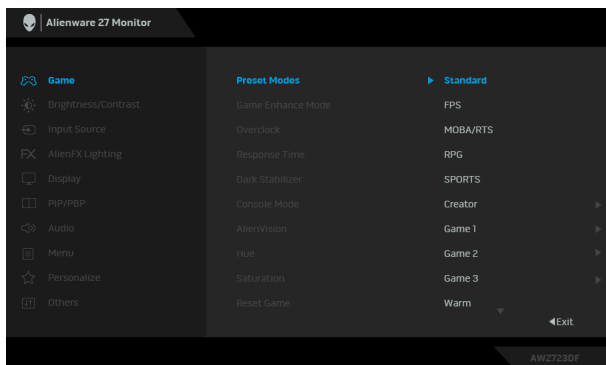 Alienware 27 Monitor
Game Preset Modes Standard
Brightness/Contrast Game Enhance Mode FPS
Input Source Overclock MOBA/RTS
AlienFX Lighting Response Time RPG
Display Dark Stabilizer SPORTS
PIP/PBP Console Mode Creator
Audio AlienVision Game 1
Menu Hue Game 2
Personalize Saturation Game 3
Others Reset Game Warm
Exit
AW2723DF